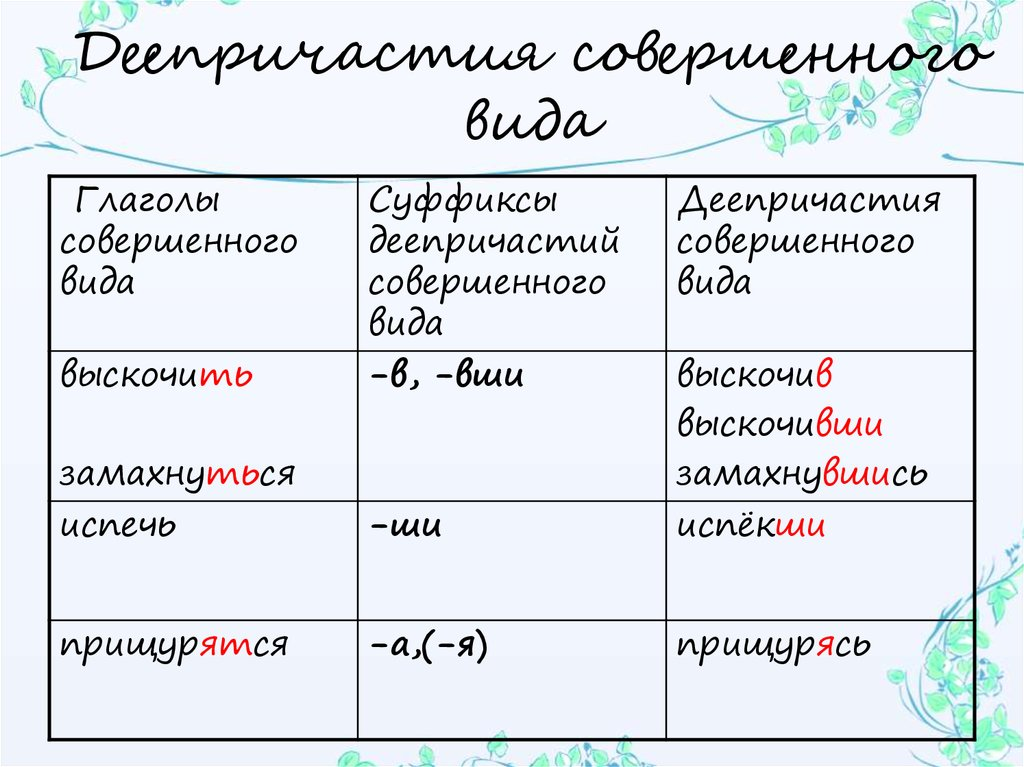 Деепричастия совершенного
вида
Глаголы
совершенного
вида
Суффиксы
деепричастий
совершенного
вида
Деепричастия
совершенного
вида
выскочить
замахнуться
-в, -вши
выскочив
выскочивши
замахнувшись
испечь
-ши
испёкши
прищурятся
-а,(-я)
прищурясь